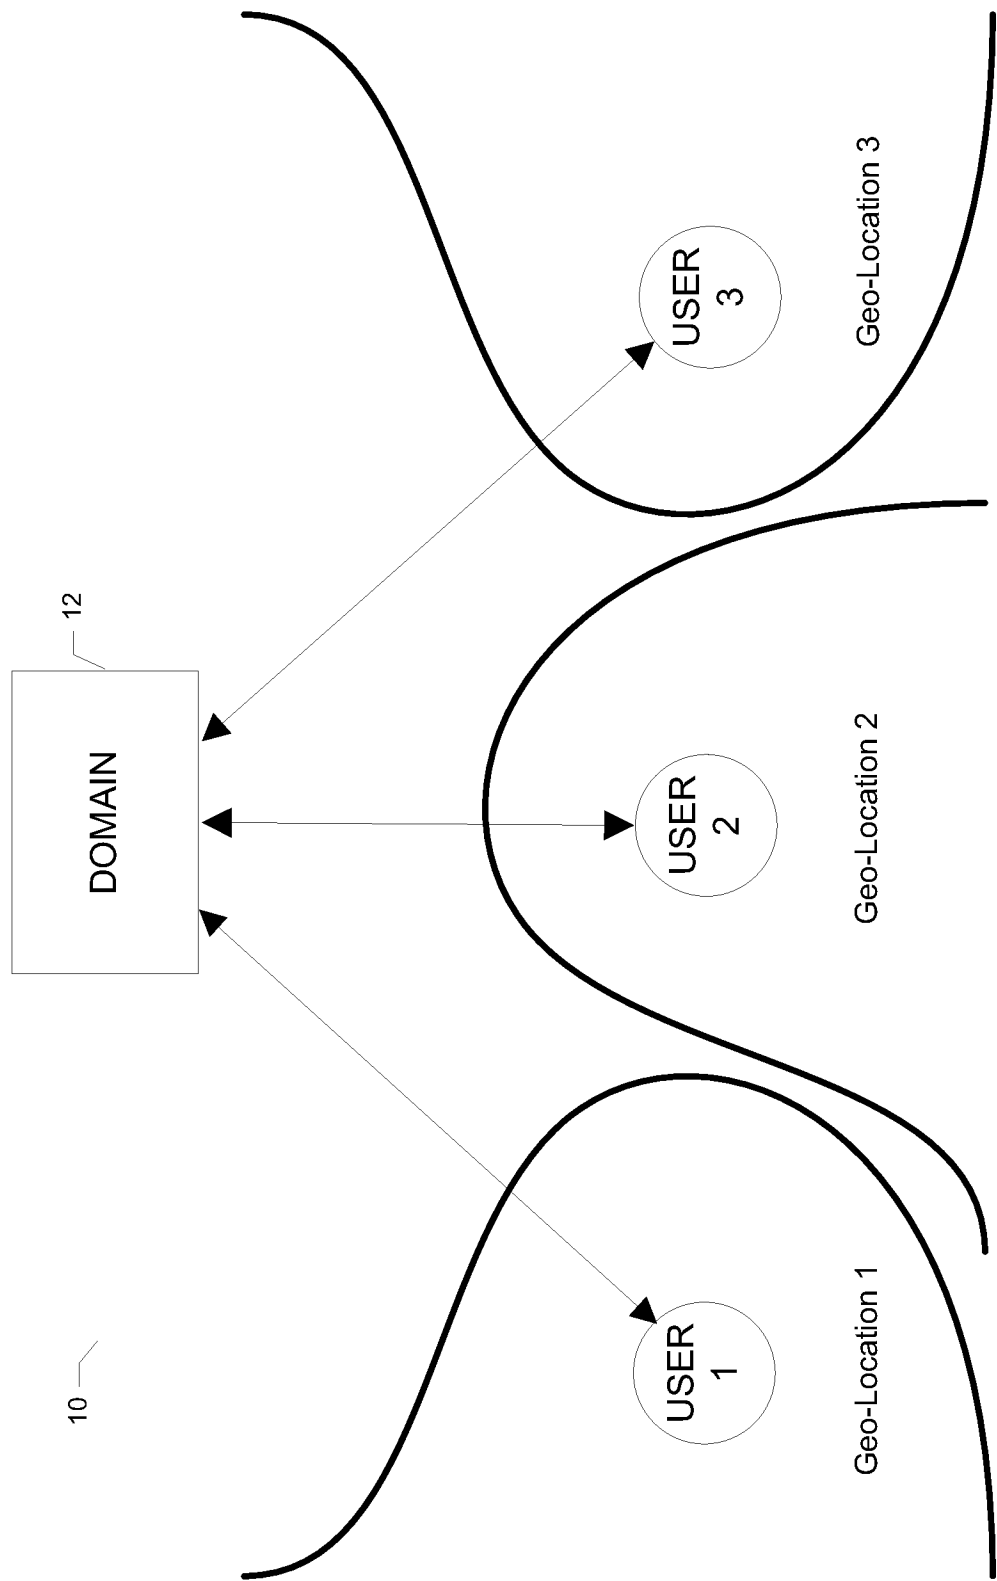 10
12
DOMAIN
USER
1
USER
2
USER
3
Geo-Location 1
Geo-Location 2
Geo-Location 3